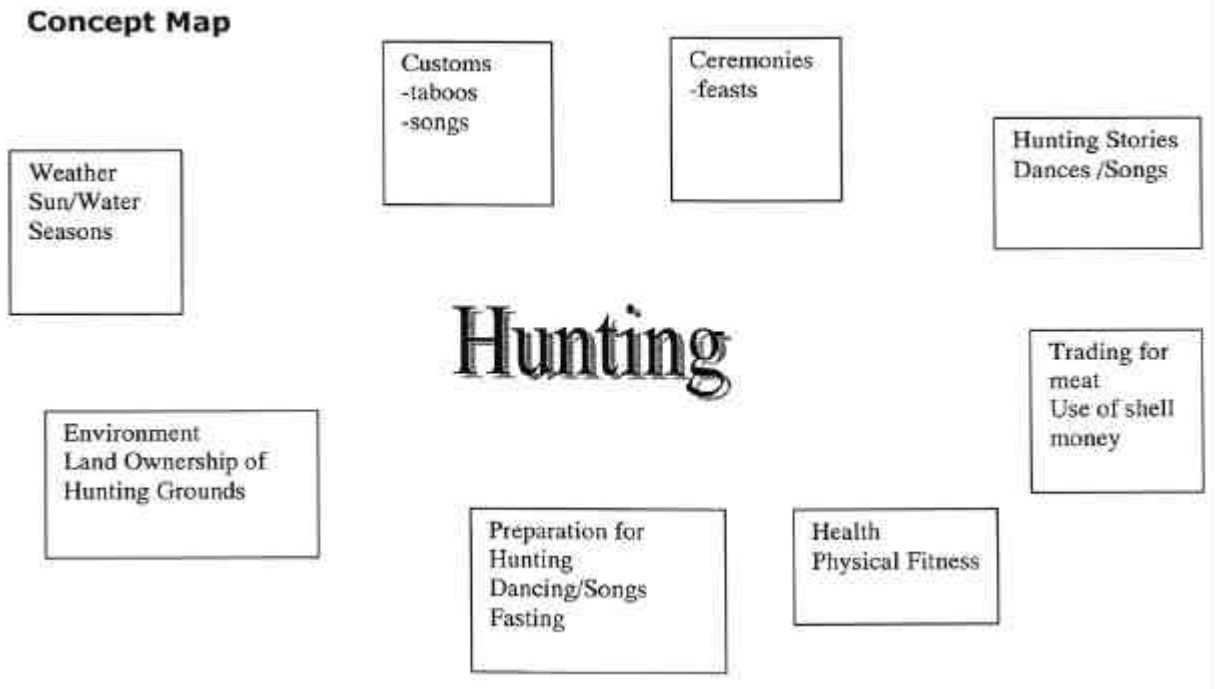 Concept Map
Customs
-taboos
-songs
Ceremonies
-feasts
Hunting Stories
Dances /Songs
Weather
Sun/Water
Seasons
Hunting
Trading for
meat
Use of shell
money
Environment
Land Ownership of
Hunting Grounds
Preparation for
Hunting
Dancing/Songs
Fasting
Health
Physical Fitness